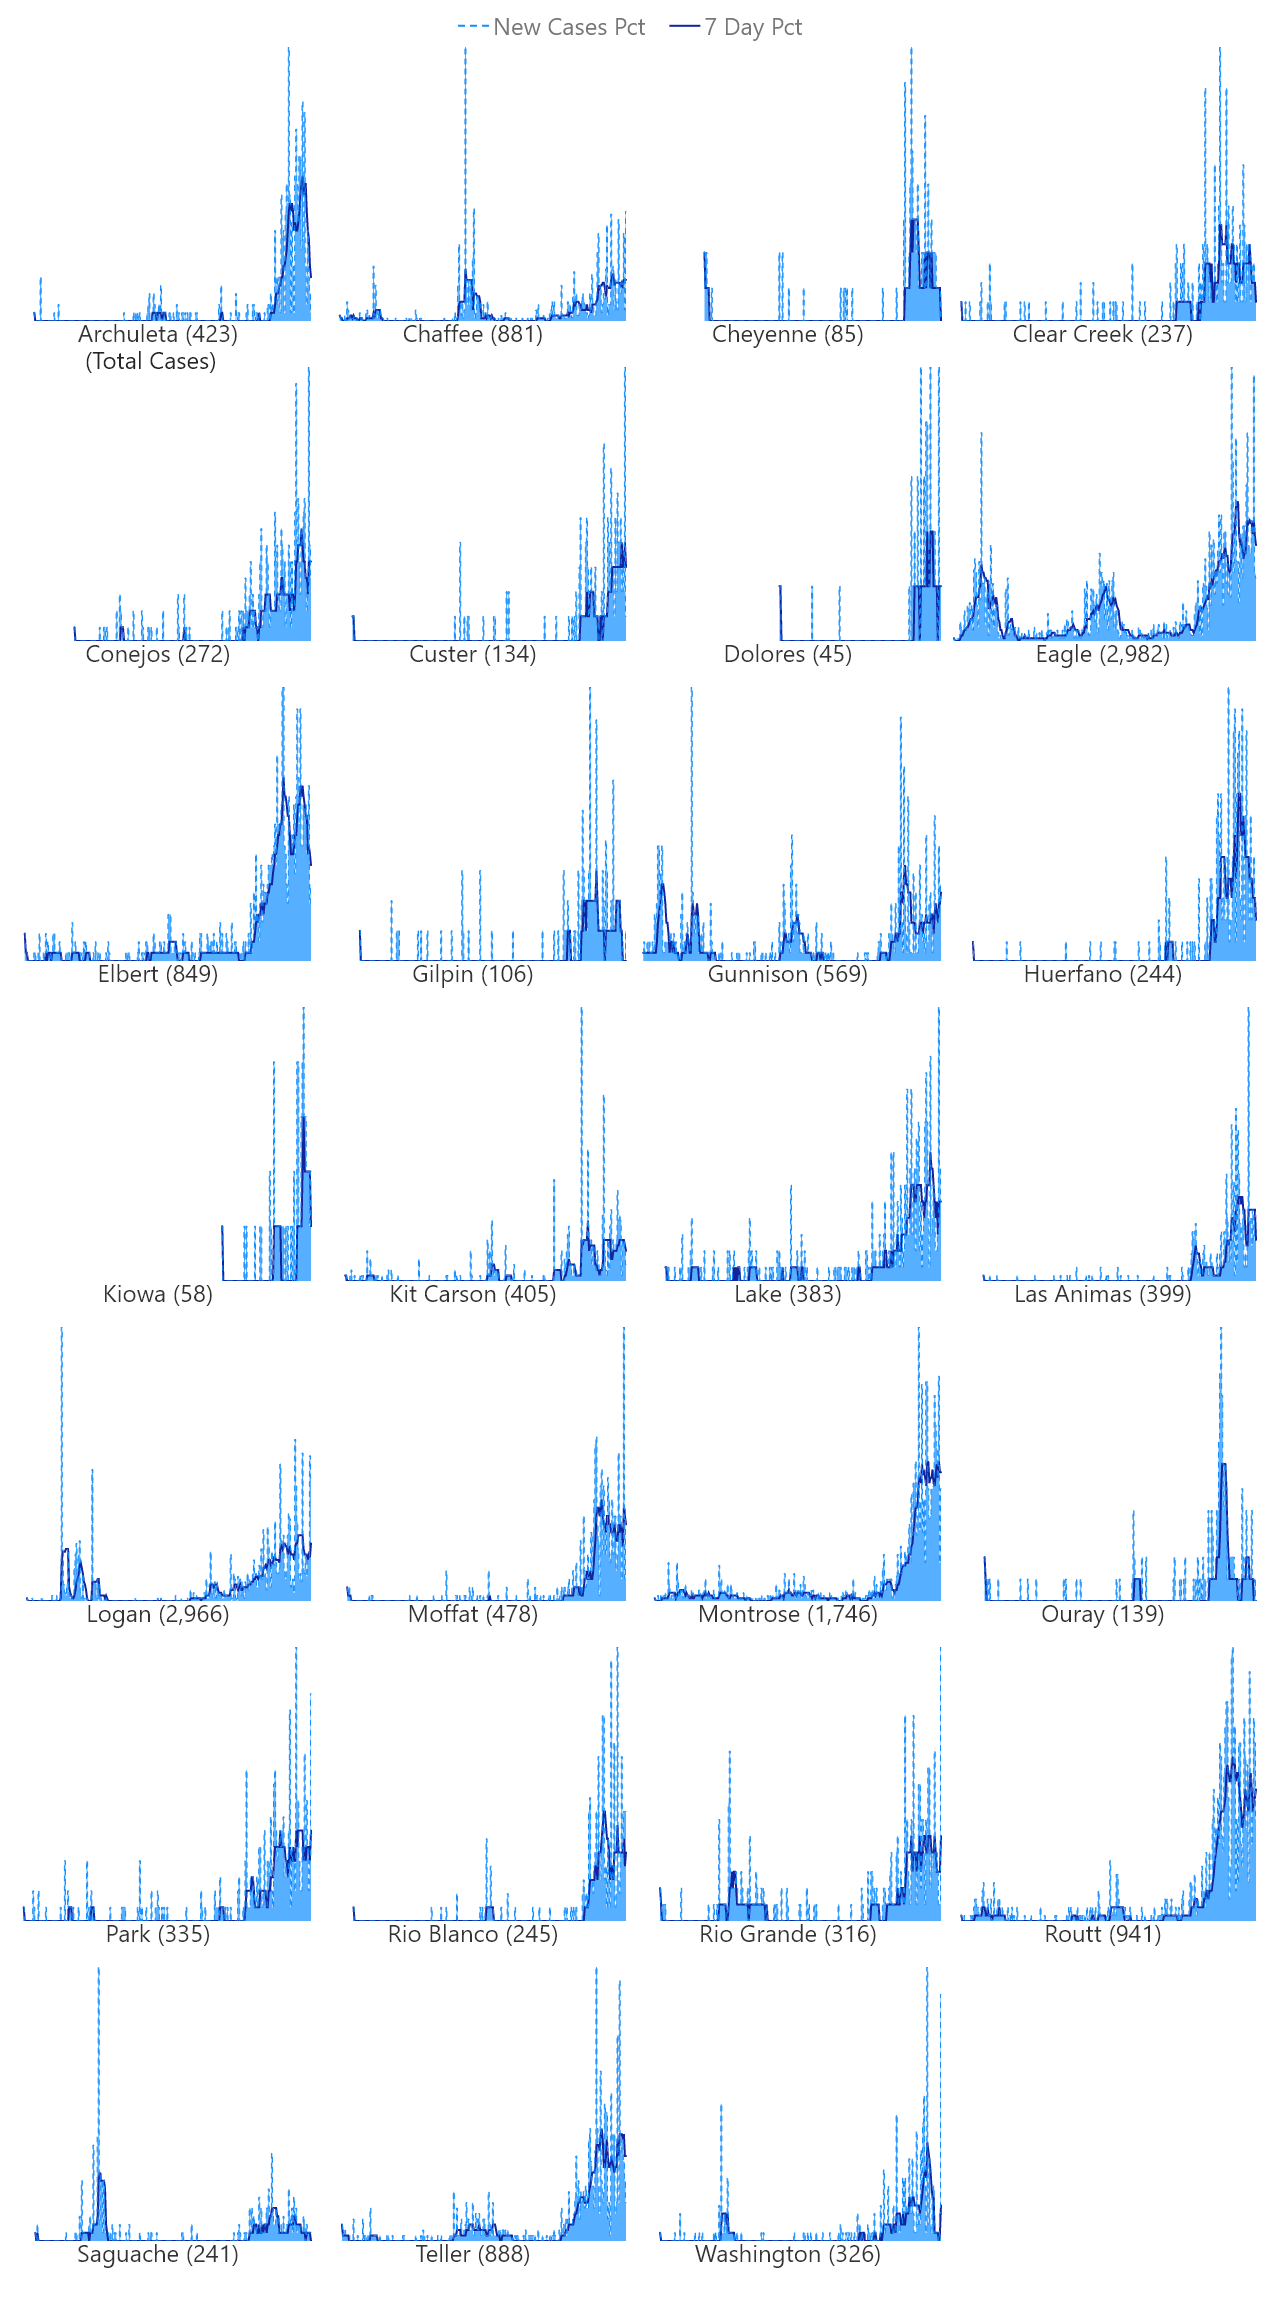 New Cases Pct 7 Day Pct
Archuleta (423) Chaffee (881) Cheyenne (85) Clear Creek (237)
(Total Cases)
Conejos (272) Custer (134) Dolores (45) Eagle (2,982)
Elbert (849) Gilpin (106) Gunnison (569) Huerfano (244)
Kiowa (58) Kit Carson (405) Lake (383) Las Animas (399)
Logan (2,966) Moffat (478) Montrose (1,746) Ouray (139)
Park (335) Rio Blanco (245) Rio Grande (316) Routt (941)
Saguache (241) Teller (888) Washington (326)